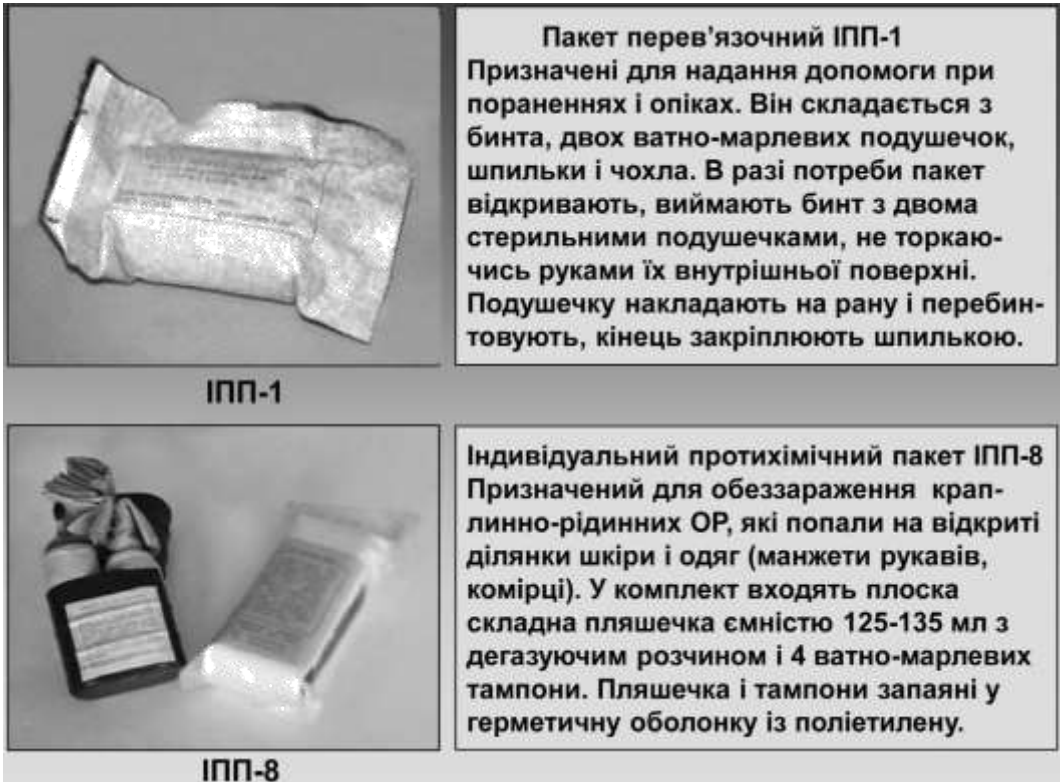 Пакет перев’язочний ІПП-1
Призначені для надання допомоги при
пораненнях і опіках. Він складається з
бинта, двох ватно-марлевих подушечок,
шпильки і чохла. В разі потреби пакет
відкривають, виймають бинт з двома
стерильними подушечками, не торкаю-
чись руками їх внутрішньої поверхні.
Подушечку накладають на рану і перебин-
товують, кінець закріплюють шпилькою.
ІПП-1
Індивідуальний протихімічний пакет ІПП-8
Призначений для обеззараження крап-
линно-рідинних ОР, які попали на відкриті
ділянки шкіри і одяг (манжети рукавів,
комірці). У комплект входять плоска
складна пляшечка ємністю 125-135 мл з
дегазуючим розчином і 4 ватно-марлевих
тампони. Пляшечка і тампони запаяні у
герметичну оболонку із поліетилену.
ІПП-8